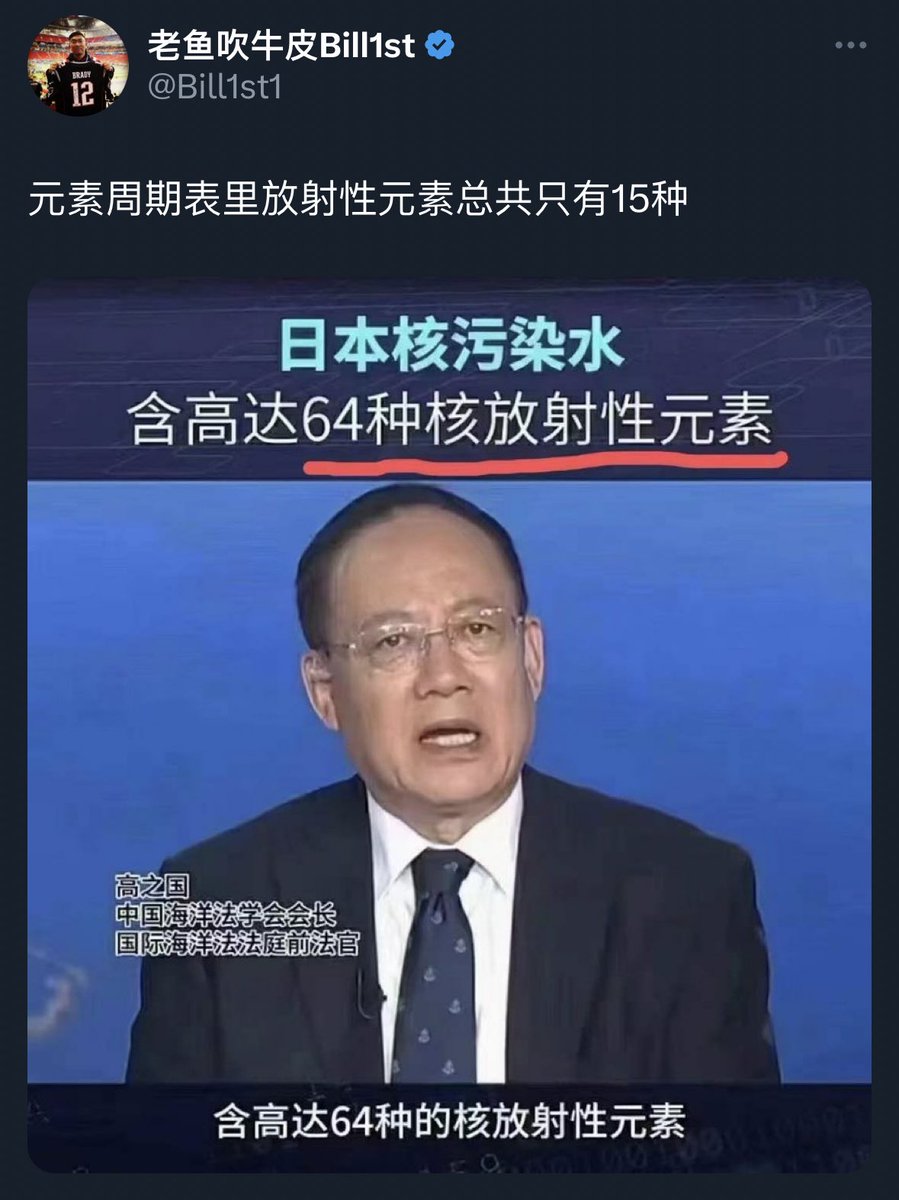 老鱼吹牛皮Bill1st
@Bill1st1
元素周期表里放射性元素总共只有15种
日本核污染水
含高达64种核放射性元素
高之国
中国海洋法学会会长
国际海洋法法庭前法官
含高达64种的核放射性元素